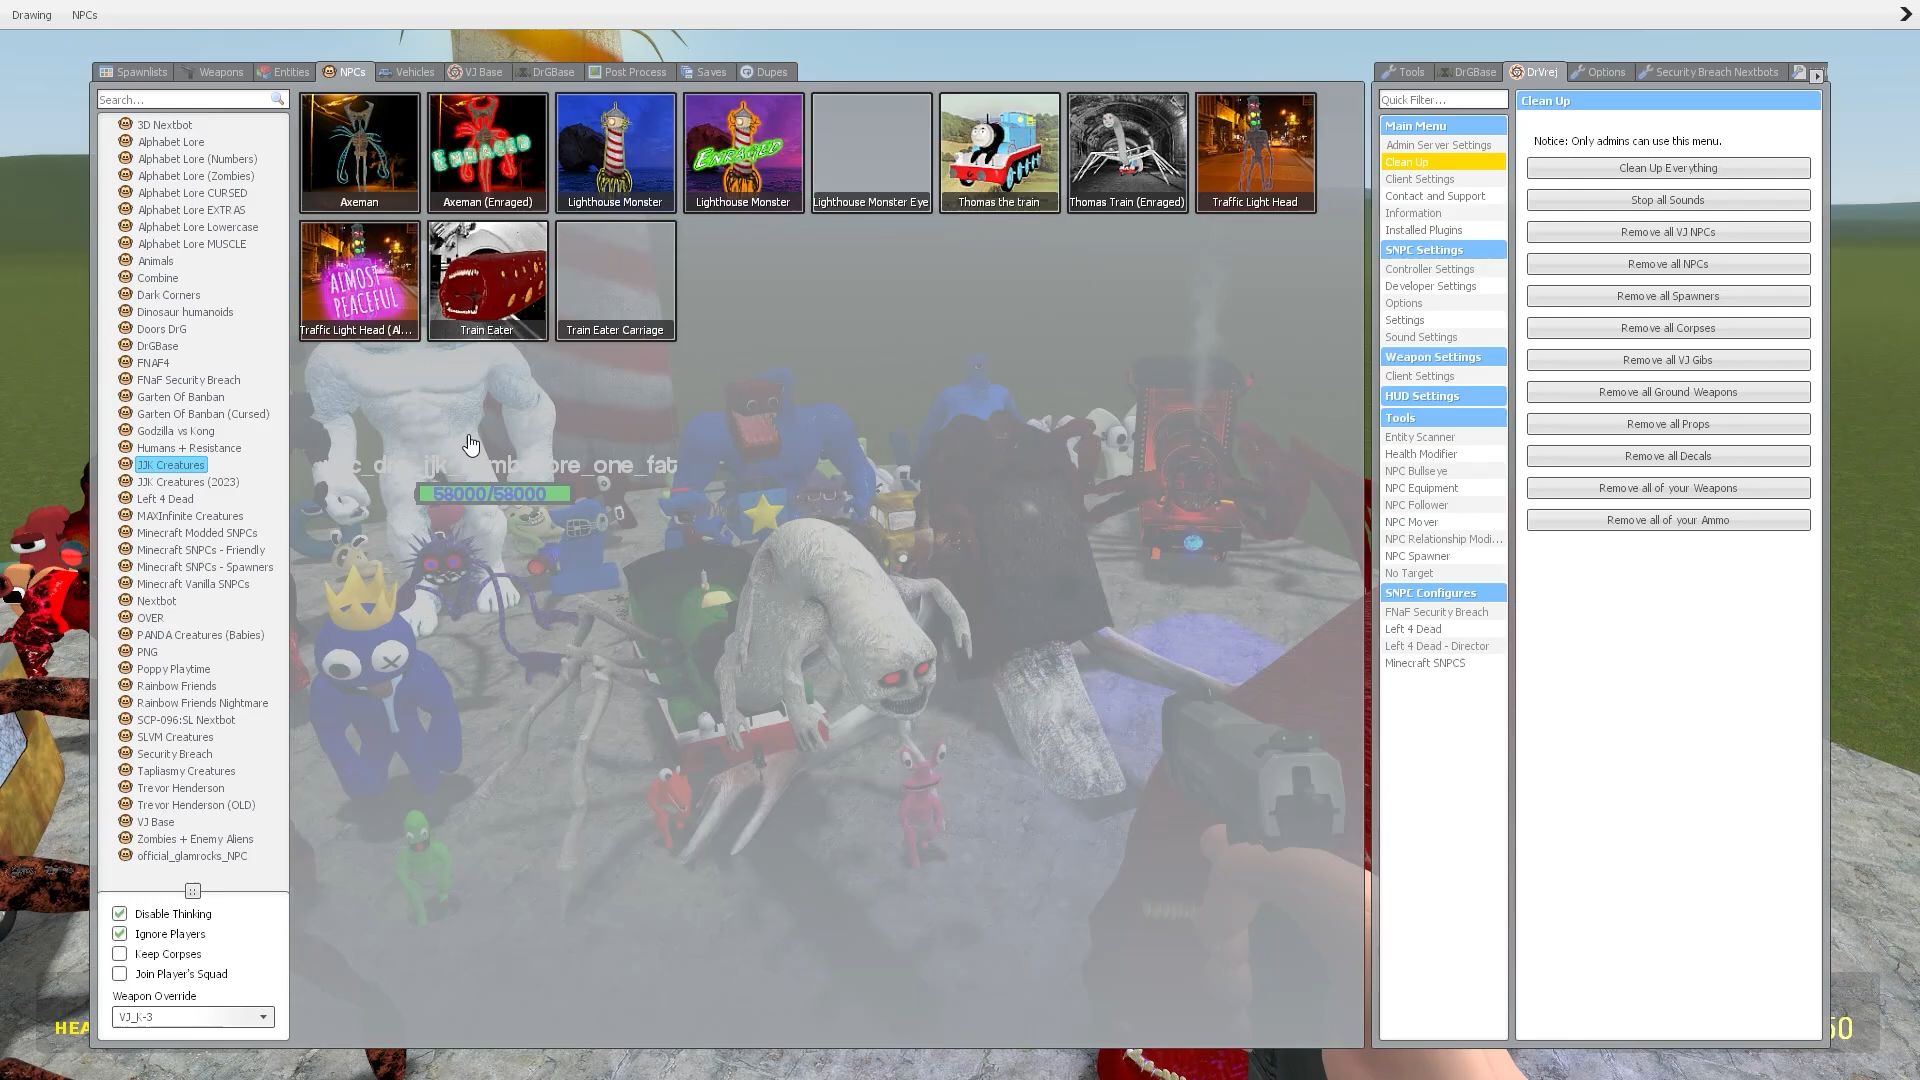 Drawing NPCs
Spawnlists Weapons Entities NPCs Vehicles VJ Base DrGBase Post Process Saves Dupes
Search...
3D Nextbot
Alphabet Lore
Alphabet Lore (Numbers)
Alphabet Lore (Zombies)
Alphabet Lore CURSED
Alphabet Lore EXTRAS
Alphabet Lore Lowercase
Alphabet Lore MUSCLE
Animals
Combine
Dark Corners
Dinosaur humanoids
Doors DrG
DrGBase
FNAF4
FNaF Security Breach
Garten Of Banban
Garten Of Banban (Cursed)
Godzilla vs Kong
Humans + Resistance
JJK Creatures
JJK Creatures (2023)
Left 4 Dead
MAXInfinite Creatures
Minecraft Modded SNPCs
Minecraft SNPCs - Friendly
Minecraft SNPCs - Spawners
Minecraft Vanilla SNPCs
Nextbot
OVER
PANDA Creatures (Babies)
PNG
Poppy Playtime
Rainbow Friends
Rainbow Friends Nightmare
SCP-096:SL Nextbot
SLVM Creatures
Security Breach
Tapliasmy Creatures
Trevor Henderson
Trevor Henderson (OLD)
VJ Base
Zombies + Enemy Aliens
official_glamrocks_NPC
Disable Thinking
Ignore Players
Keep Corpses
Join Player's Squad
Weapon Override
VJ_K-3
ENRAGED
ENRAGED
Axeman Axeman (Enraged) Lighthouse Monster Lighthouse Monster Lighthouse Monster Eye Thomas the train Thomas Train (Enraged) Traffic Light Head
ALMOST
PEACEFUL
Traffic Light Head (Al... Train Eater Train Eater Carriage
58000/58000
Tools DrGBase DrVrej Options Security Breach Nextbots
Quick Filter...
Main Menu
Admin Server Settings
Clean Up
Client Settings
Contact and Support
Information
Installed Plugins
SNPC Settings
Controller Settings
Developer Settings
Options
Settings
Sound Settings
Weapon Settings
Client Settings
HUD Settings
Tools
Entity Scanner
Health Modifier
NPC Bullseye
NPC Equipment
NPC Follower
NPC Mover
NPC Relationship Modi...
NPC Spawner
No Target
SNPC Configures
FNaF Security Breach
Left 4 Dead
Left 4 Dead - Director
Minecraft SNPCS
Clean Up
Notice: Only admins can use this menu.
Clean Up Everything
Stop all Sounds
Remove all VJ NPCs
Remove all NPCs
Remove all Spawners
Remove all Corpses
Remove all VJ Gibs
Remove all Ground Weapons
Remove all Props
Remove all Decals
Remove all of your Weapons
Remove all of your Ammo
HEA
50